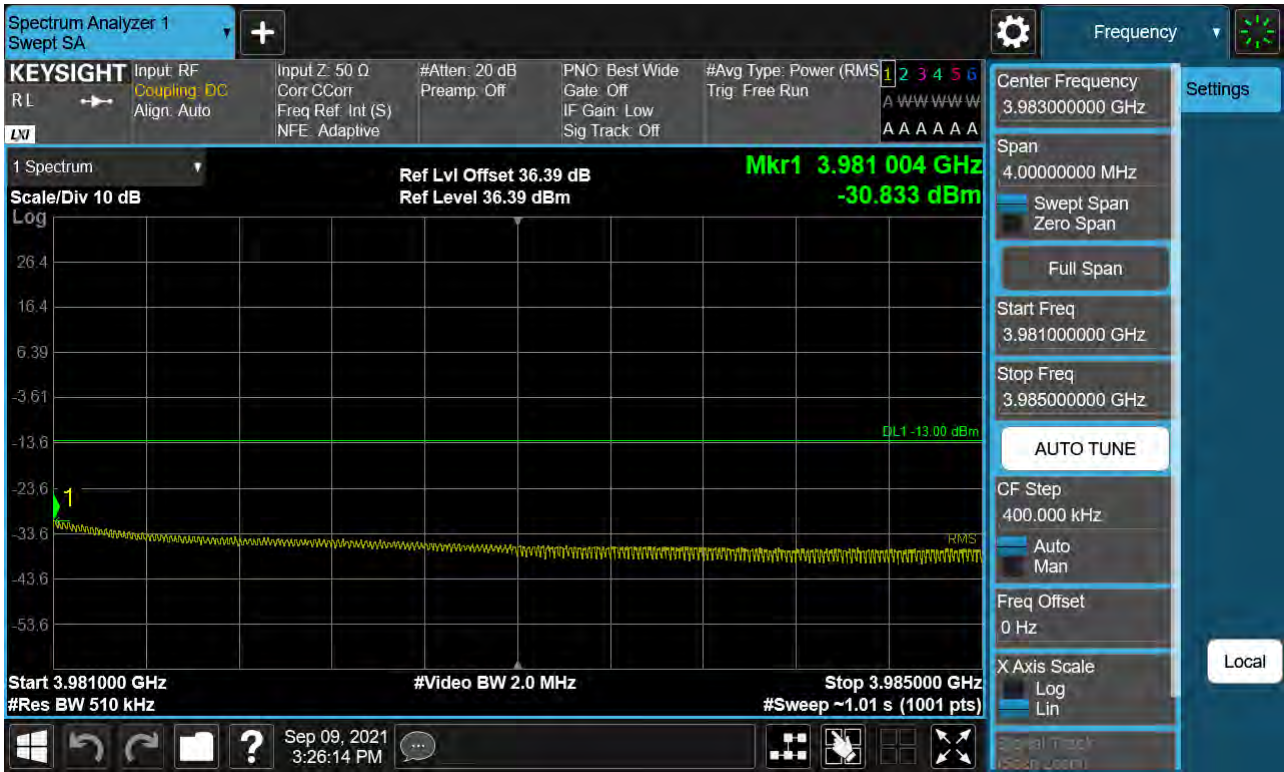 Spectrum Analyzer 1
Swept SA
Frequency
KEYSIGHT
R L
LXI
Input: RF
Coupling: DC
Align: Auto
Input Z: 50 Ω
Corr CCorr
Freq Ref: Int (S)
NFE: Adaptive
#Atten: 20 dB
Preamp: Off
PNO: Best Wide
Gate: Off
IF Gain: Low
Sig Track: Off
#Avg Type: Power (RMS
Trig: Free Run
1 2 3 4 5 6
A W W W W W
A A A A A A
1 Spectrum
Scale/Div 10 dB
Ref Lvl Offset 36.39 dB
Ref Level 36.39 dBm
Mkr1 3.981 004 GHz
-30.833 dBm
Log
26.4
16.4
6.39
-3.61
-13.6
-23.6
-33.6
-43.6
-53.6
DL1 -13.00 dBm
1
RMS
Start 3.981000 GHz
#Res BW 510 kHz
#Video BW 2.0 MHz
Stop 3.985000 GHz
#Sweep ~1.01 s (1001 pts)
Center Frequency
3.983000000 GHz
Span
4.00000000 MHz
Swept Span
Zero Span
Full Span
Start Freq
3.981000000 GHz
Stop Freq
3.985000000 GHz
AUTO TUNE
CF Step
400.000 kHz
Auto
Man
Freq Offset
0 Hz
X Axis Scale
Log
Lin
Signal Track
(Span Zoom)
Settings
Local
?
Sep 09, 2021
3:26:14 PM